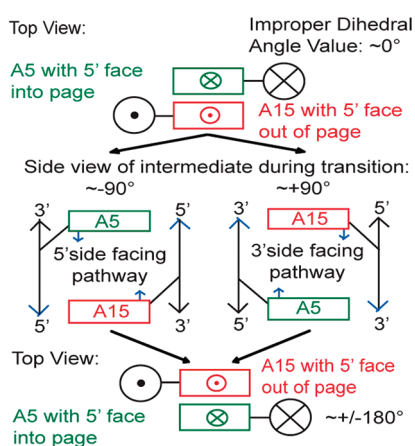 Top View:
Improper Dihedral
Angle Value: ~0°
A5 with 5’ face
into page
A15 with 5’ face
out of page
Side view of intermediate during transition:
~-90°
~+90°
3’
A5
5’
5’side facing
pathway
5’
A15
3’
3’
A15
5’
3’side facing
pathway
5’
A5
3’
Top View:
A15 with 5’ face
out of page
A5 with 5’ face
into page
~+/-180°